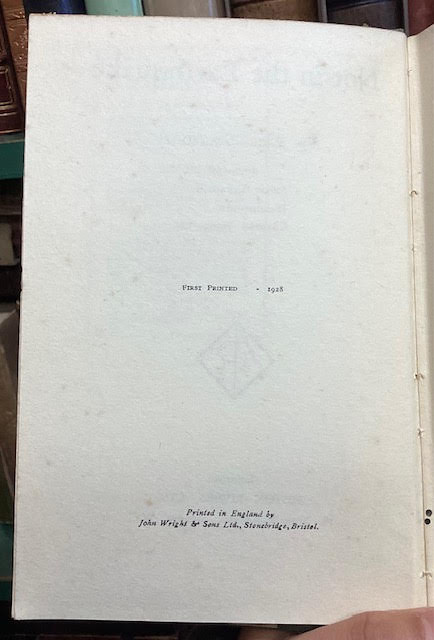 First Printed - 1928
Printed in England by
John Wright & Sons Ltd., Stonebridge, Bristol.